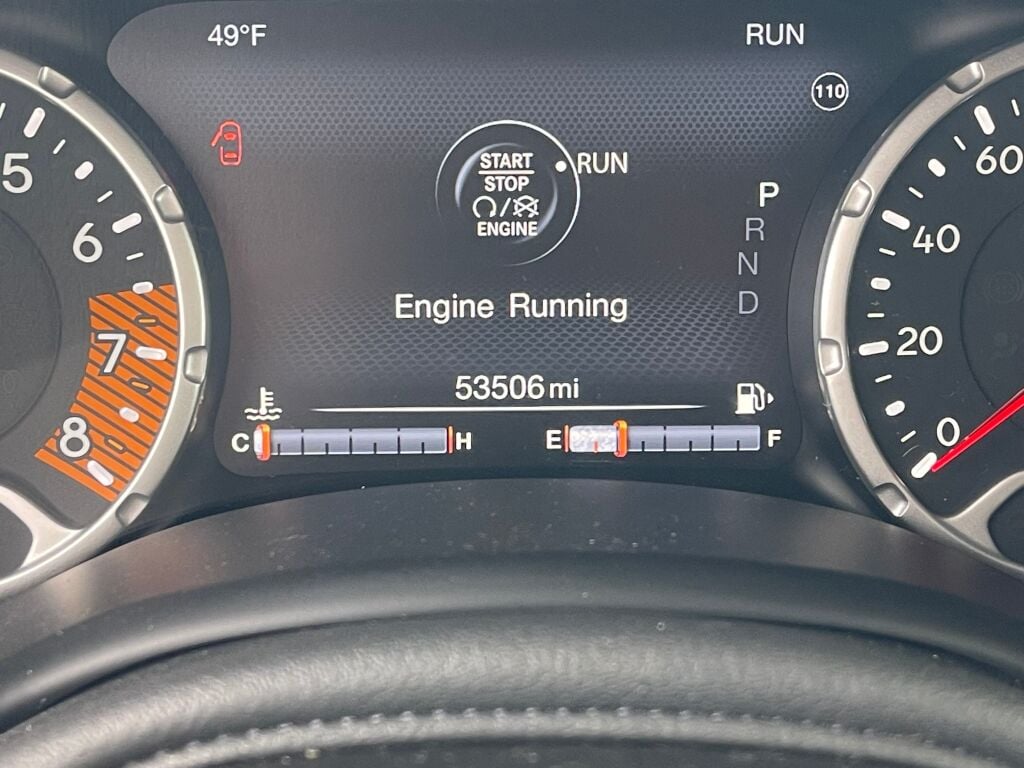 49°F
RUN
110
START
STOP
ENGINE
RUN
P
R
N
D
Engine Running
53506 mi
C
H
E
F
5
6
7
8
60
40
20
0